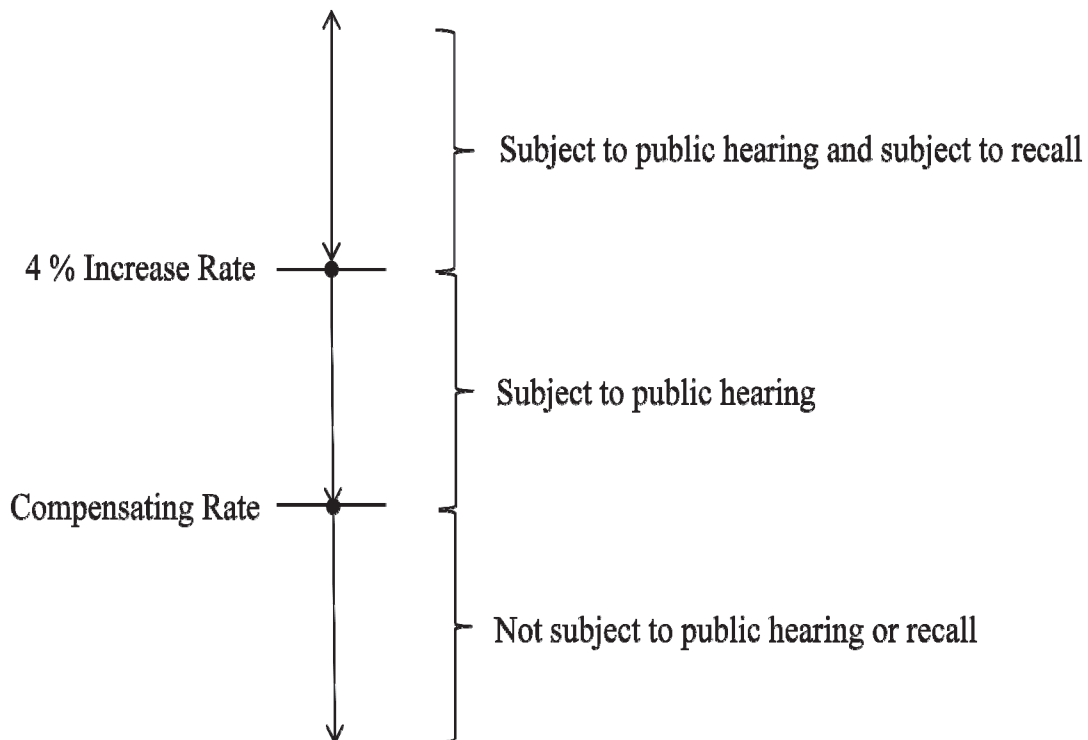 Subject to public hearing and subject to recall
4 % Increase Rate
Subject to public hearing
Compensating Rate
Not subject to public hearing or recall